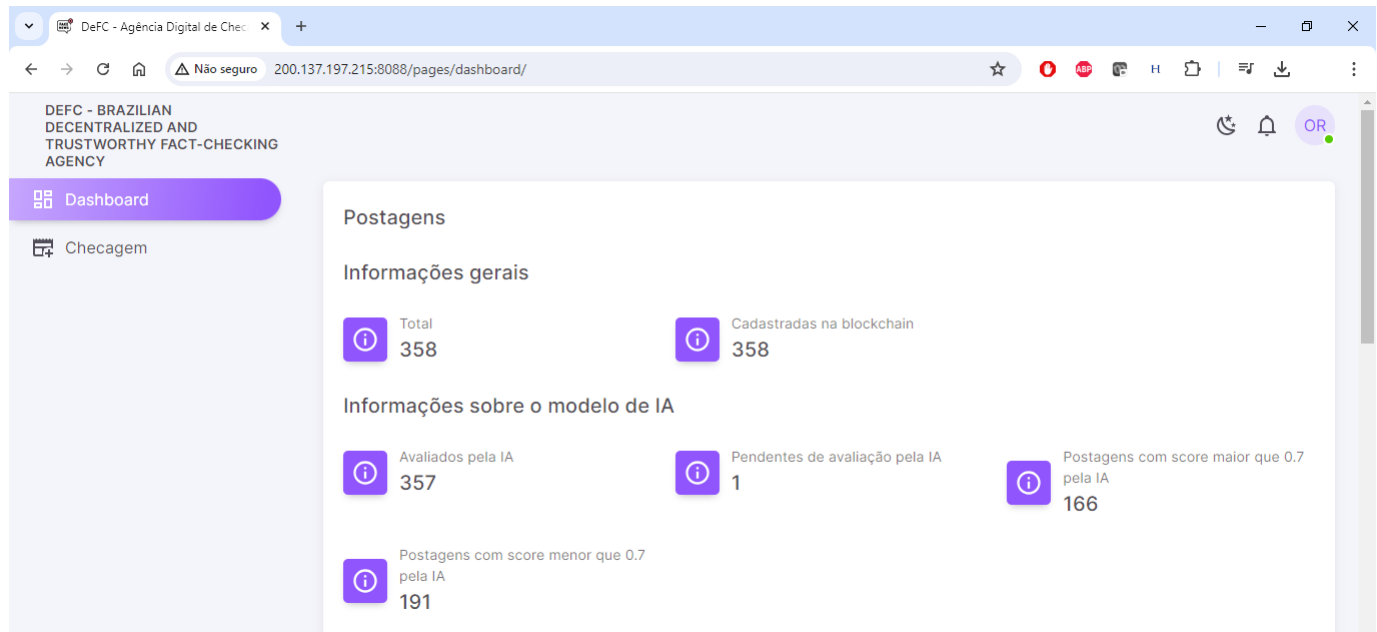 DeFC - Agência Digital de Chec
Não seguro
200.137.197.215:8088/pages/dashboard/
ABP
H
DEFC - BRAZILIAN
DECENTRALIZED AND
TRUSTWORTHY FACT-CHECKING
AGENCY
OR
Dashboard
Checagem
Postagens
Informações gerais
Total
358
Cadastradas na blockchain
358
Informações sobre o modelo de IA
Avaliados pela IA
357
Pendentes de avaliação pela IA
1
Postagens com score maior que 0.7
pela IA
166
Postagens com score menor que 0.7
pela IA
191